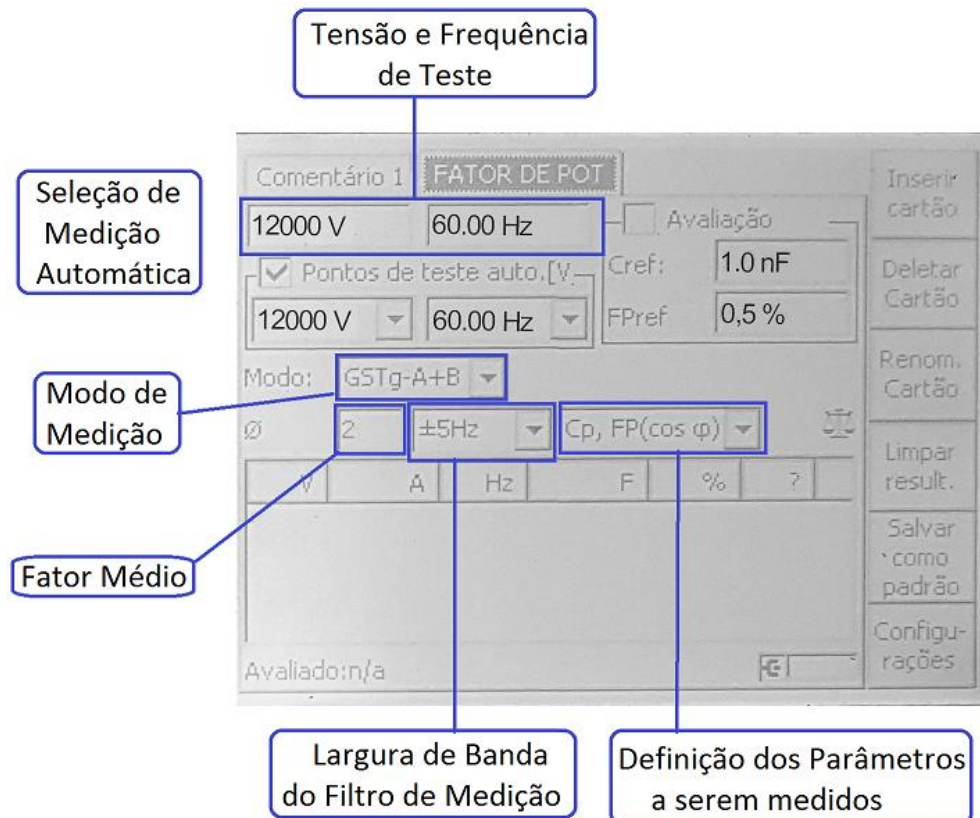 Tensão e Frequência
de Teste
Seleção de
Medição
Automática
Comentário 1
FATOR DE POT
Inserir
cartão
12000 V
60.00 Hz
Avaliação
Pontos de teste auto.[V
Cref:
1.0 nF
Deletar
Cartão
12000 V
60.00 Hz
FPref
0,5 %
Modo:
GSTg-A+B
Renom.
Cartão
Modo de
Medição
Ø
2
±5Hz
Cp, FP(cos φ)
Limpar
result.
V
A
Hz
F
%
?
Salvar
como
padrão
Fator Médio
Configu-
rações
Avaliado:n/a
Largura de Banda
do Filtro de Medição
Definição dos Parâmetros
a serem medidos